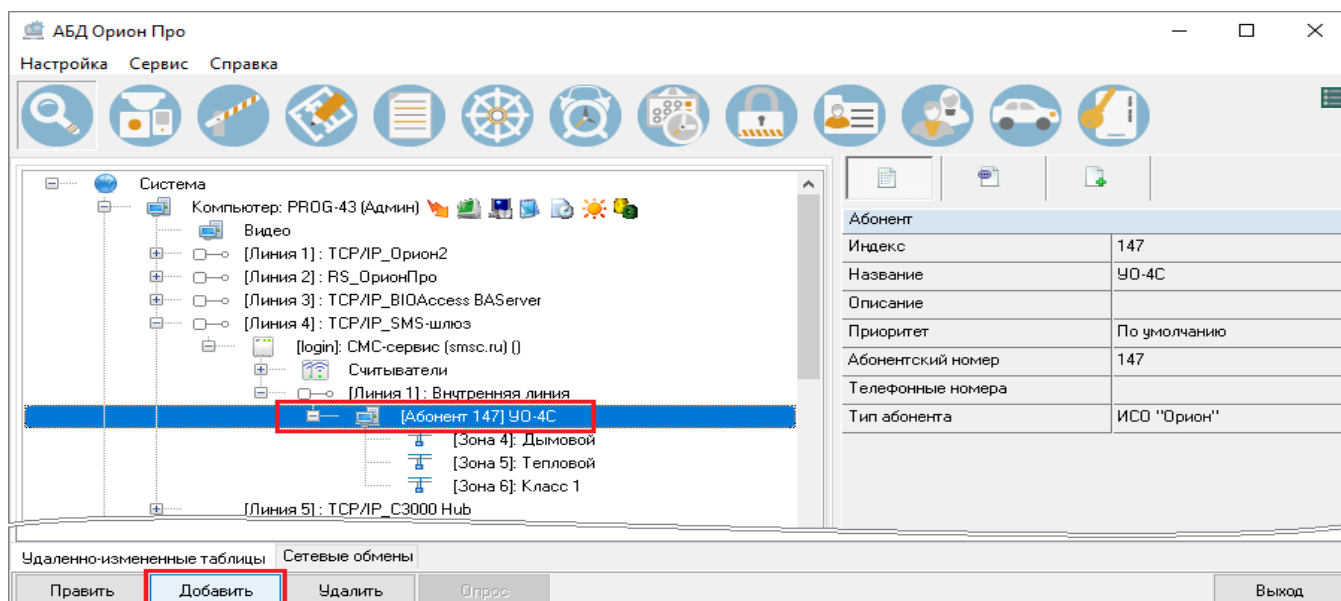 АБД Орион Про
Настройка Сервис Справка
Система
Компьютер: PROG-43 (Админ)
Видео
[Линия 1] : TCP/IP_Орион2
[Линия 2] : RS_ОрионПро
[Линия 3] : TCP/IP_BIOAccess BAServer
[Линия 4] : TCP/IP_SMS-шлюз
[login]: СМС-сервис (smsc.ru) ()
Считыватели
[Линия 1] : Внутренняя линия
[Абонент 147] УО-4С
[Зона 4]: Дымовой
[Зона 5]: Тепловой
[Зона 6]: Класс 1
[Линия 5] : TCP/IP_C3000 Hub
Абонент
Индекс 147
Название УО-4С
Описание
Приоритет По умолчанию
Абонентский номер 147
Телефонные номера
Тип абонента ИСО "Орион"
Удаленно-измененные таблицы Сетевые обмены
Править Добавить Удалить Опрос Выход